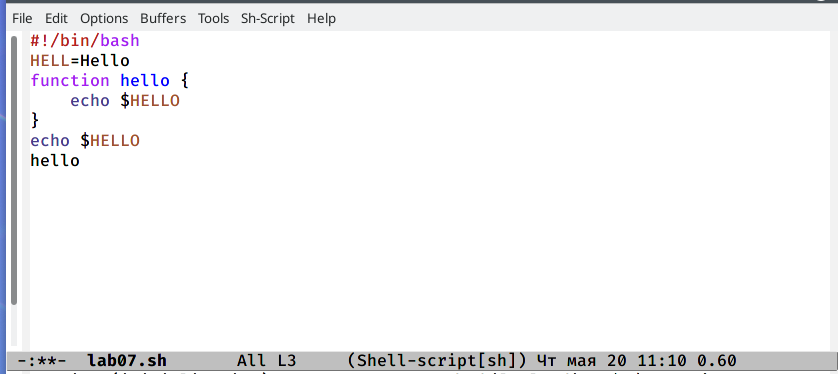 File Edit Options Buffers Tools Sh-Script Help
#!/bin/bash
HELL=Hello
function hello {
    echo $HELLO
}
echo $HELLO
hello
-:**-  lab07.sh       All L3     (Shell-script[sh]) Чт мая 20 11:10 0.60